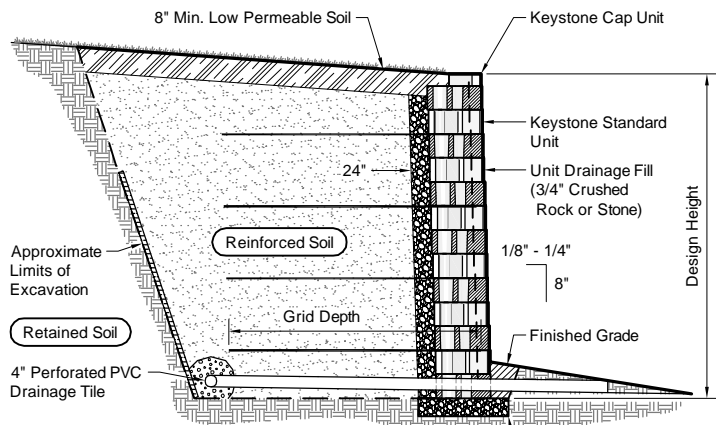 8" Min. Low Permeable Soil
Keystone Cap Unit
Keystone Standard
Unit
24"
Unit Drainage Fill
(3/4" Crushed
Rock or Stone)
Design Height
Reinforced Soil
Approximate
Limits of
Excavation
1/8" - 1/4"
8"
Grid Depth
Retained Soil
Finished Grade
4" Perforated PVC
Drainage Tile